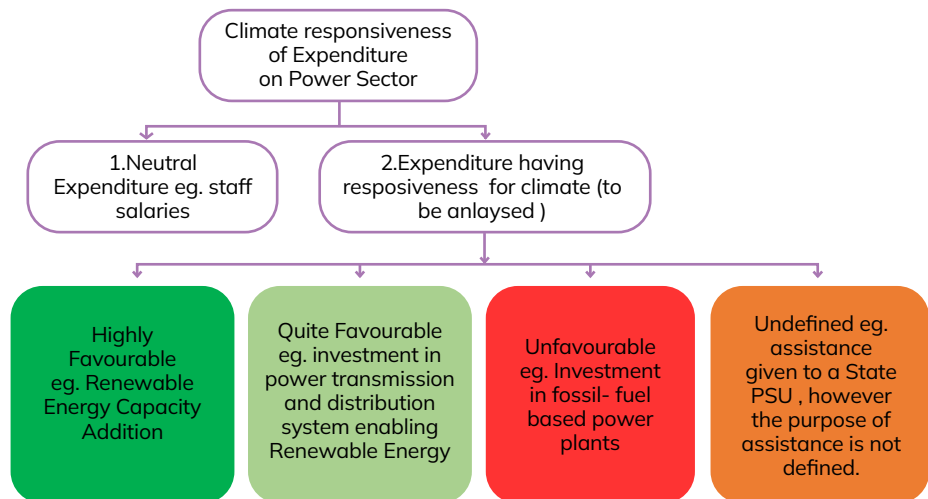 Climate responsiveness
of Expenditure
on Power Sector
1.Neutral
Expenditure eg. staff
salaries
2.Expenditure having
resposiveness for climate (to
be anlaysed )
Highly
Favourable
eg. Renewable
Energy Capacity
Addition
Quite Favourable
eg. investment in
power transmission
and distribution
system enabling
Renewable Energy
Unfavourable
eg. Investment
in fossil- fuel
based power
plants
Undefined eg.
assistance
given to a State
PSU , however
the purpose of
assistance is not
defined.